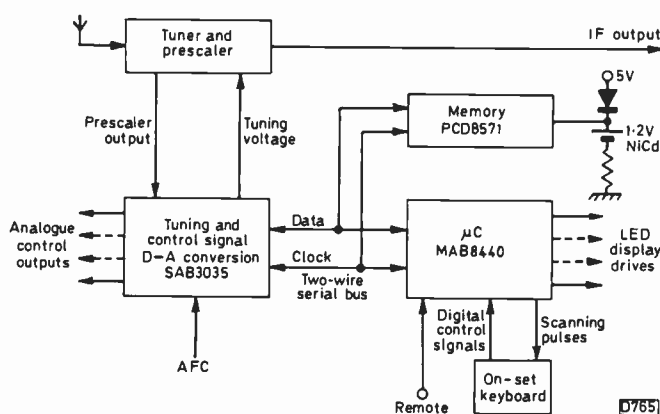 Tuner and
prescaler
IF output
5V
Prescaler
output
Tuning
voltage
Memory
PCD8571
1·2V
NiCd
Analogue
control
outputs
Tuning and
control signal
D-A conversion
SAB3035
Data
Clock
Two-wire
serial bus
µC
MAB8440
LED
display
drives
AFC
Digital
control
signals
Scanning
pulses
On-set
keyboard
Remote
D765